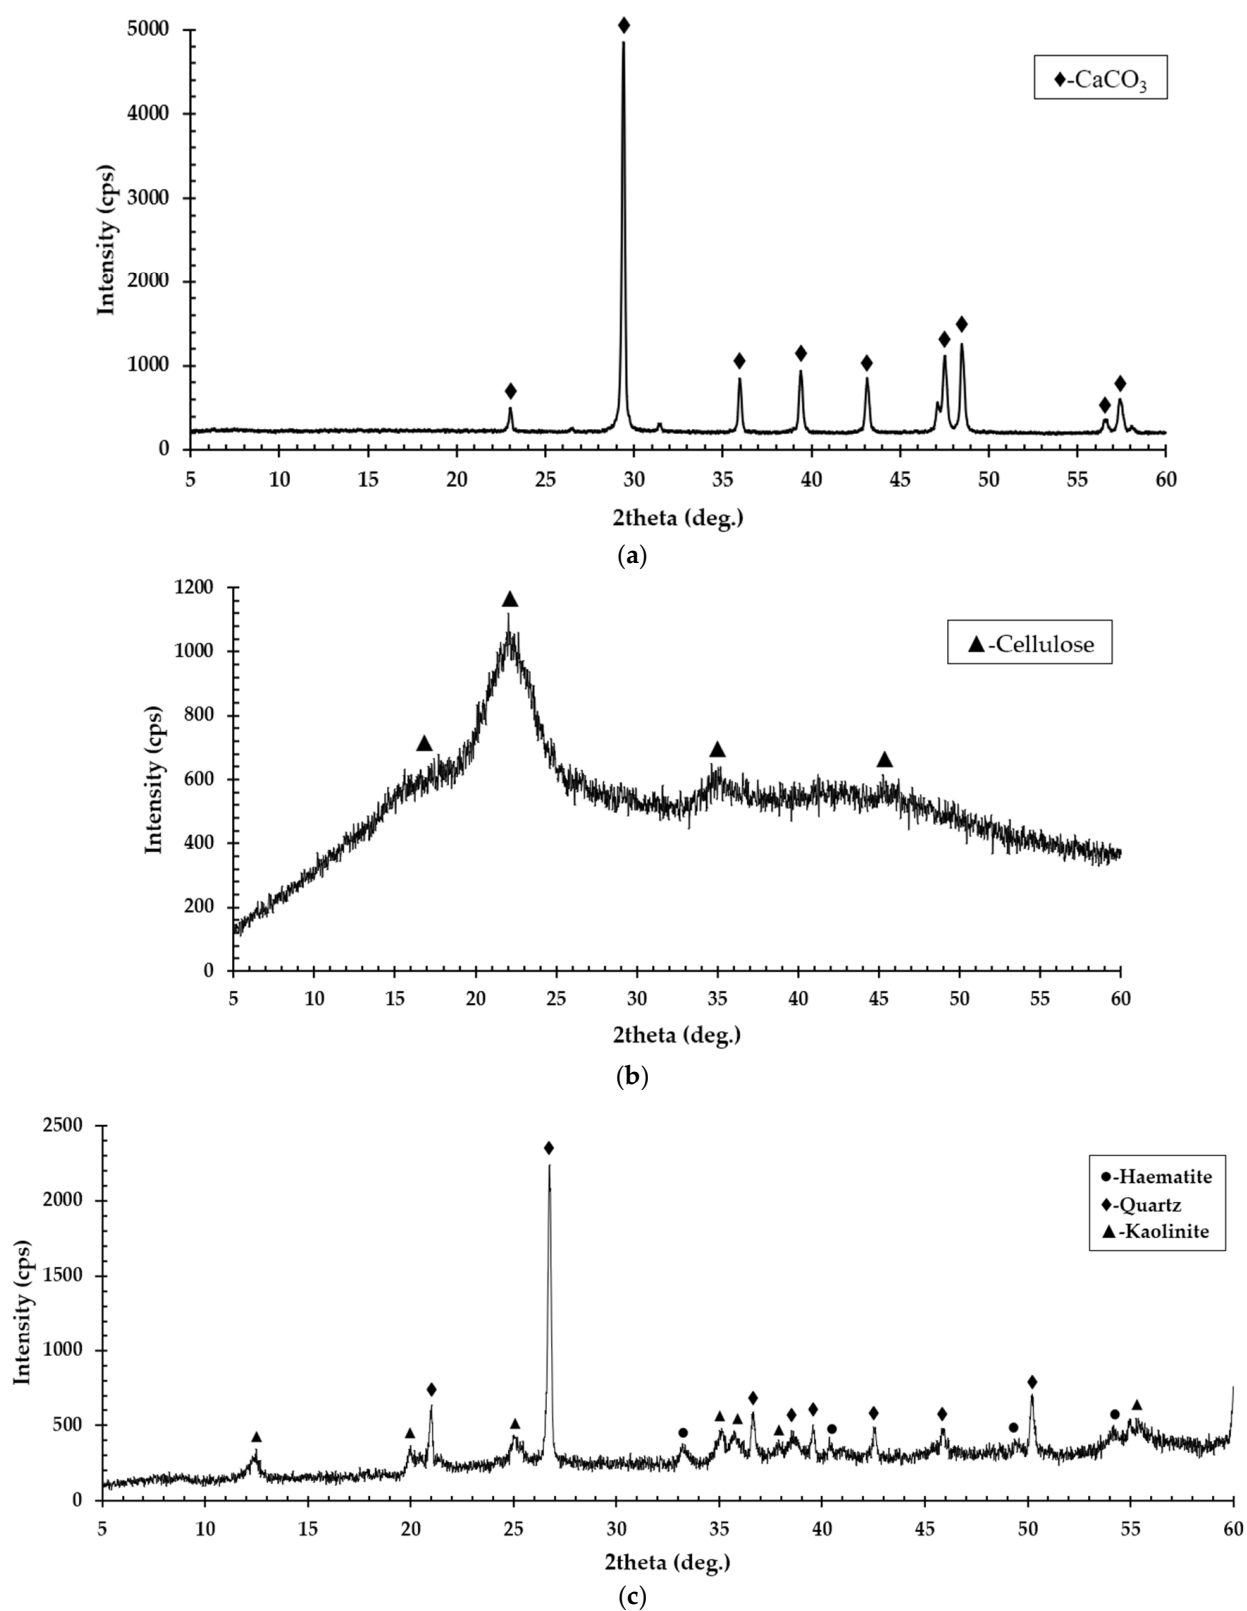 5000
4000
3000
2000
1000
0
Intensity (cps)
♦-CaCO₃
5 10 15 20 25 30 35 40 45 50 55 60
2theta (deg.)
(a)
1200
1000
800
600
400
200
0
Intensity (cps)
▲-Cellulose
5 10 15 20 25 30 35 40 45 50 55 60
2theta (deg.)
(b)
2500
2000
1500
1000
500
0
Intensity (cps)
●-Haematite
♦-Quartz
▲-Kaolinite
5 10 15 20 25 30 35 40 45 50 55 60
2theta (deg.)
(c)